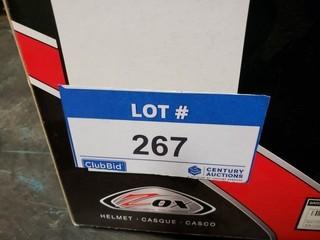 LOT #
267
ClubBid
CENTURY AUCTIONS
ZOX
HELMET · CASQUE · CASCO